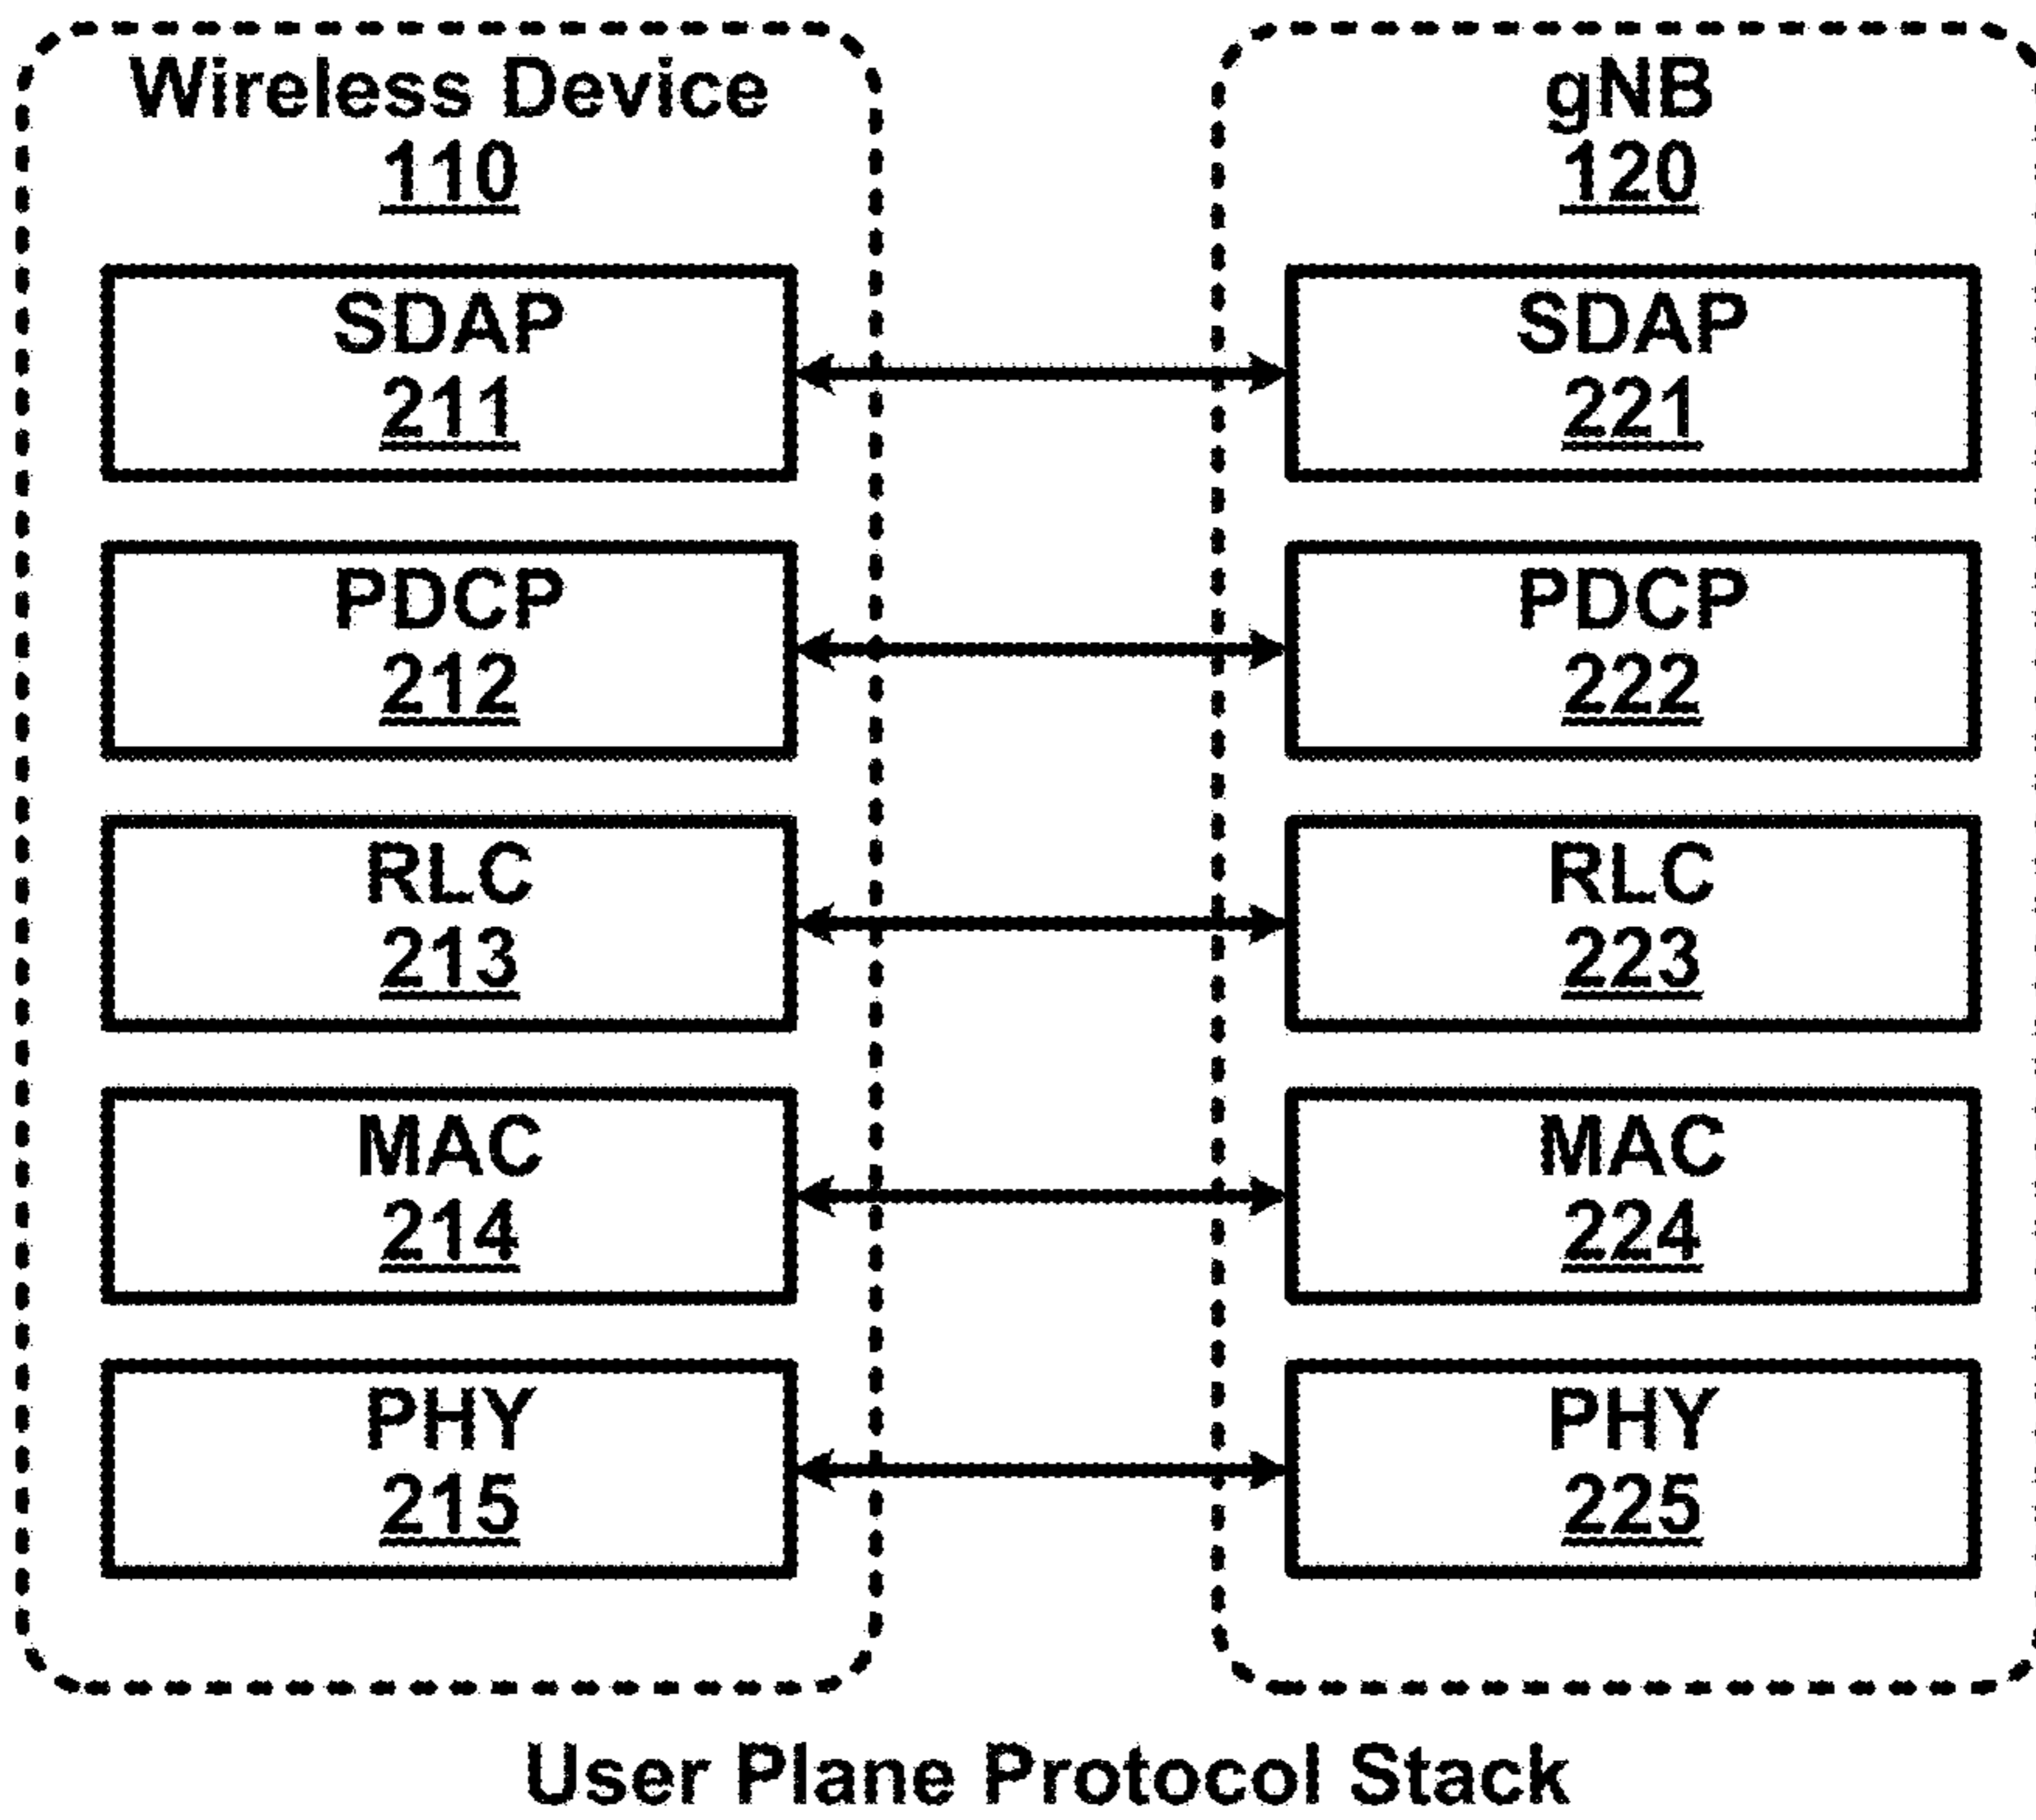 Wireless Device
110
SDAP
211
PDCP
212
RLC
213
MAC
214
PHY
215
gNB
120
SDAP
221
PDCP
222
RLC
223
MAC
224
PHY
225
User Plane Protocol Stack